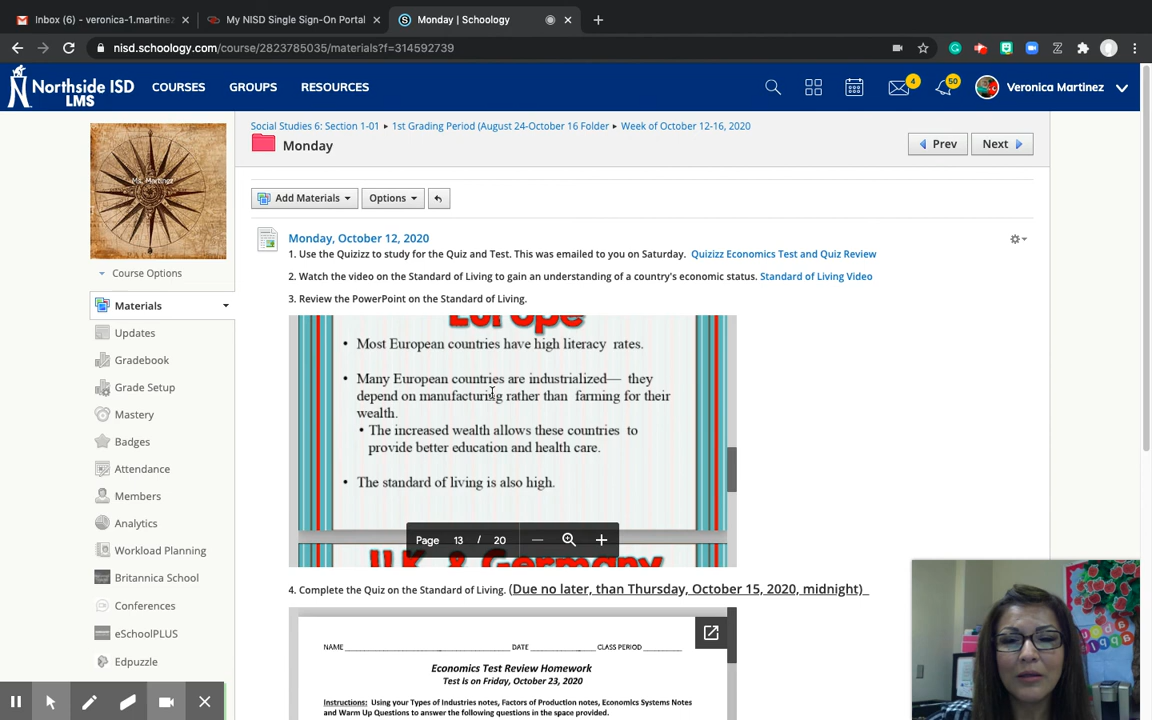 Inbox (6) - veronica-1.martinez
My NISD Single Sign-On Portal
Monday | Schoology
nisd.schoology.com/course/2823785035/materials?f=314592739
Northside ISD
LMS
COURSES
GROUPS
RESOURCES
4
50
Veronica Martinez
Ms. Martinez
Social Studies 6: Section 1-01 ▸ 1st Grading Period (August 24-October 16 Folder ▸ Week of October 12-16, 2020
Monday
Prev
Next
Add Materials
Options
Course Options
Materials
Updates
Gradebook
Grade Setup
Mastery
Badges
Attendance
Members
Analytics
Workload Planning
Britannica School
Conferences
eSchoolPLUS
Edpuzzle
Monday, October 12, 2020
1. Use the Quizizz to study for the Quiz and Test. This was emailed to you on Saturday. Quizizz Economics Test and Quiz Review
2. Watch the video on the Standard of Living to gain an understanding of a country's economic status. Standard of Living Video
3. Review the PowerPoint on the Standard of Living.
Europe
• Most European countries have high literacy rates.
• Many European countries are industrialized— they
depend on manufacturing rather than farming for their
wealth.
• The increased wealth allows these countries to
provide better education and health care.
• The standard of living is also high.
Page 13 / 20
U.K. & Germany
4. Complete the Quiz on the Standard of Living. (Due no later, than Thursday, October 15, 2020, midnight)
NAME ____ DATE ____ CLASS PERIOD ____
Economics Test Review Homework
Test Is on Friday, October 23, 2020
Instructions: Using your Types of Industries notes, Factors of Production notes, Economics Systems Notes
and Warm Up Questions to answer the following questions in the space provided.